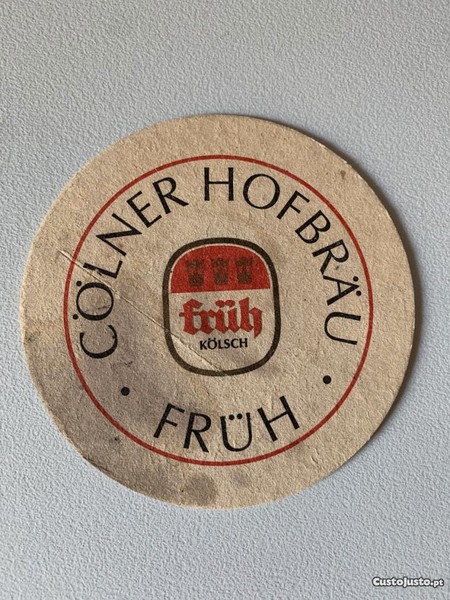 CÖLNER HOFBRÄU
früh
KÖLSCH
· FRÜH ·
CustoJusto.pt